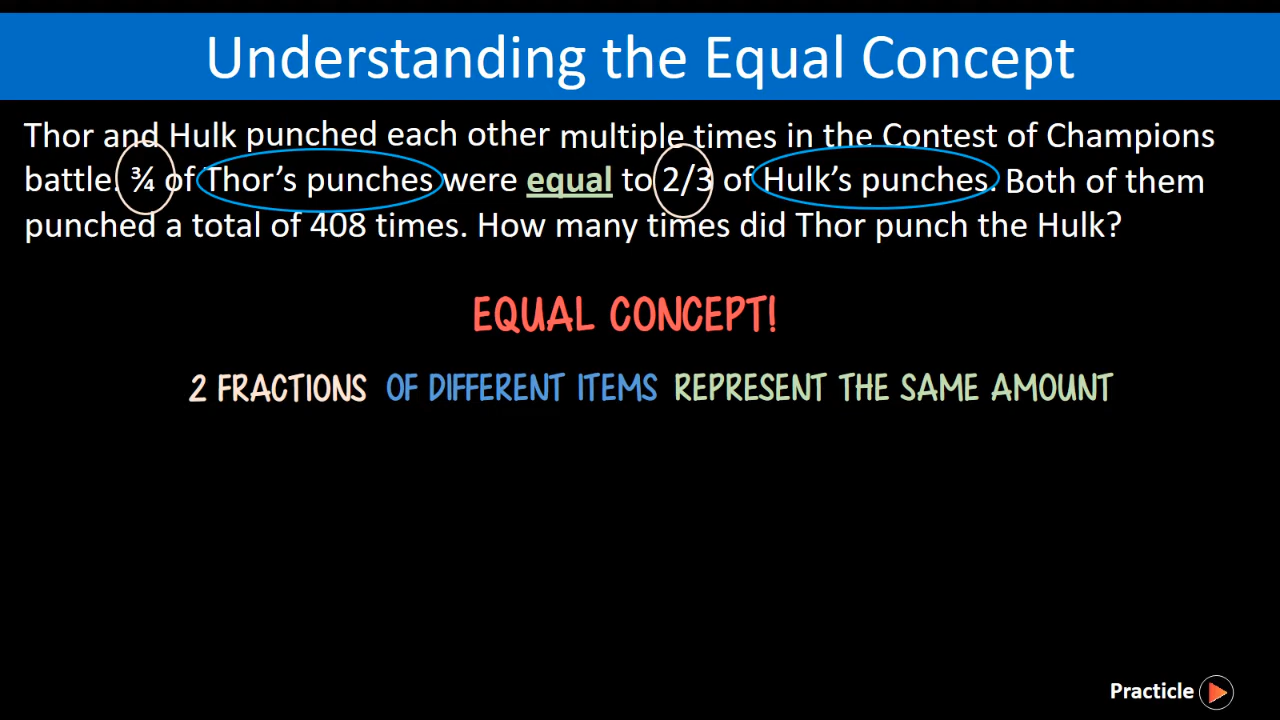 Understanding the Equal Concept
Thor and Hulk punched each other multiple times in the Contest of Champions
battle. ¾ of Thor’s punches were equal to 2/3 of Hulk’s punches. Both of them
punched a total of 408 times. How many times did Thor punch the Hulk?
EQUAL CONCEPT!
2 FRACTIONS OF DIFFERENT ITEMS REPRESENT THE SAME AMOUNT
Practicle